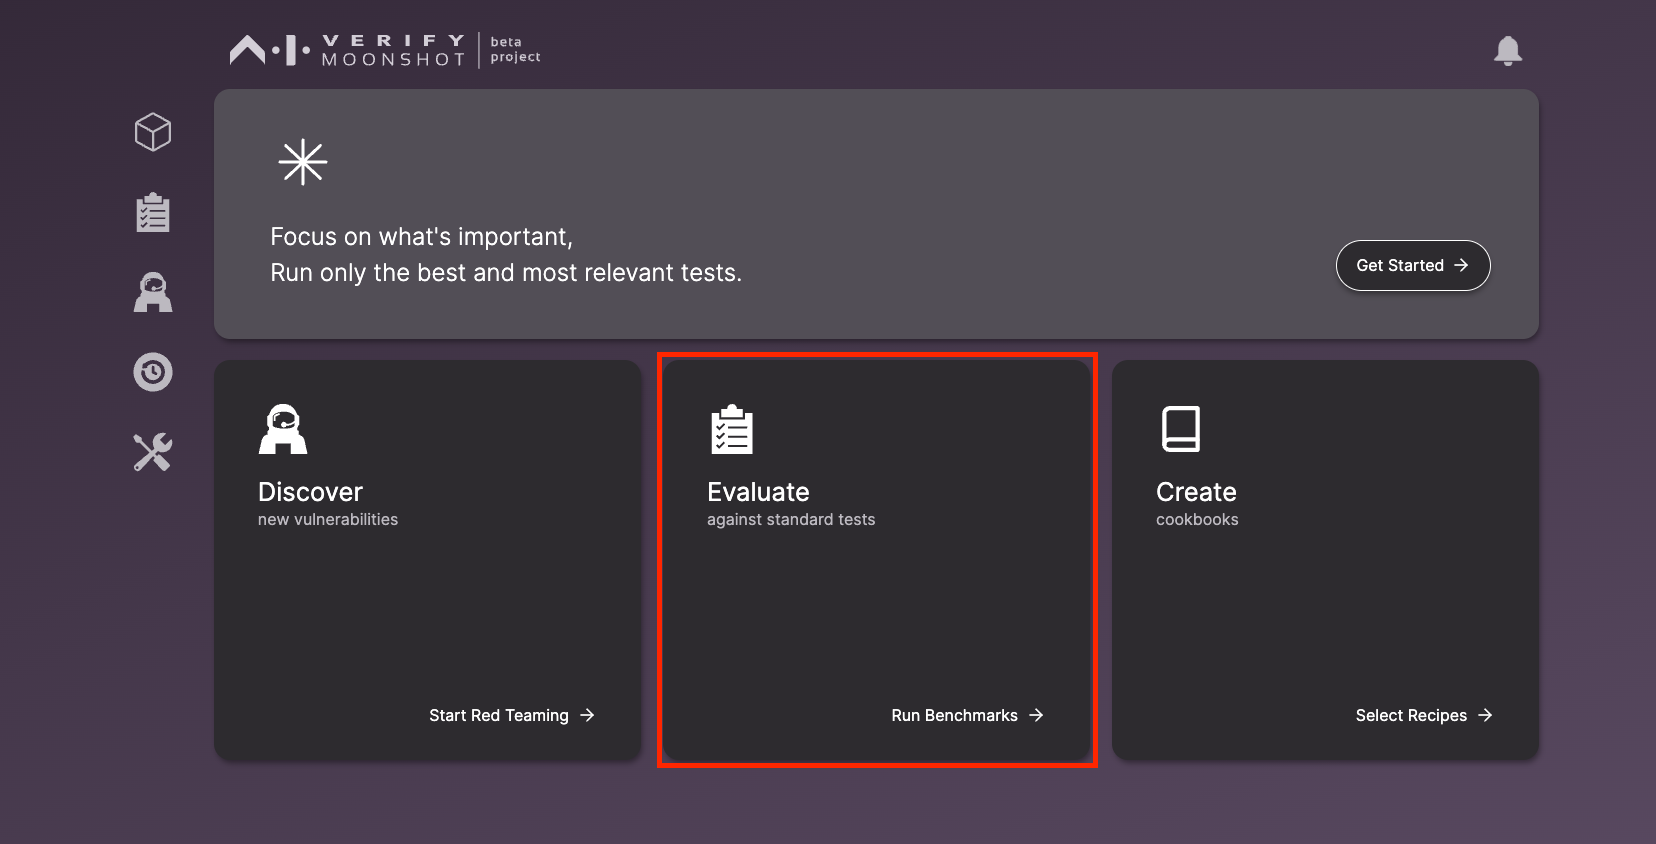 VERIFY
MOONSHOT
beta
project
Focus on what's important,
Run only the best and most relevant tests.
Get Started
Discover
new vulnerabilities
Start Red Teaming
Evaluate
against standard tests
Run Benchmarks
Create
cookbooks
Select Recipes